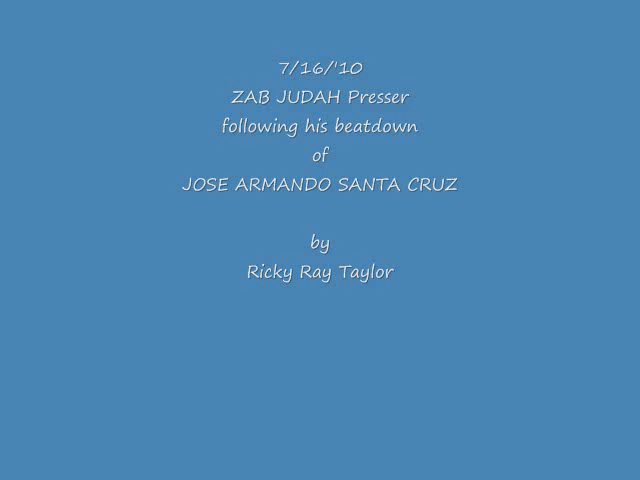 7/16/'10
ZAB JUDAH Presser
following his beatdown
of
JOSE ARMANDO SANTA CRUZ
by
Ricky Ray Taylor